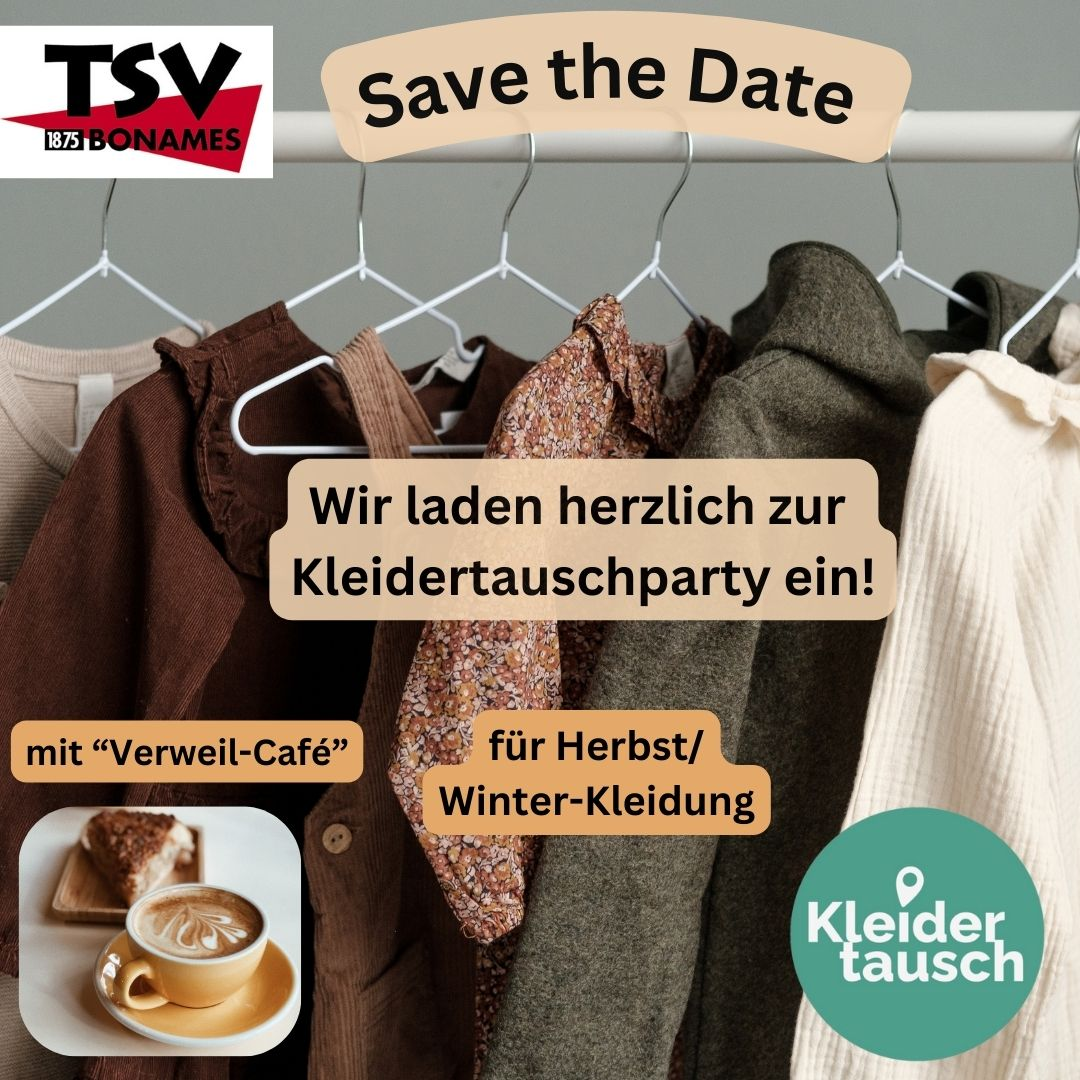 TSV
1875 BONAMES
Save the Date
Wir laden herzlich zur
Kleidertauschparty ein!
mit “Verweil-Café”
für Herbst/
Winter-Kleidung
Kleider
tausch